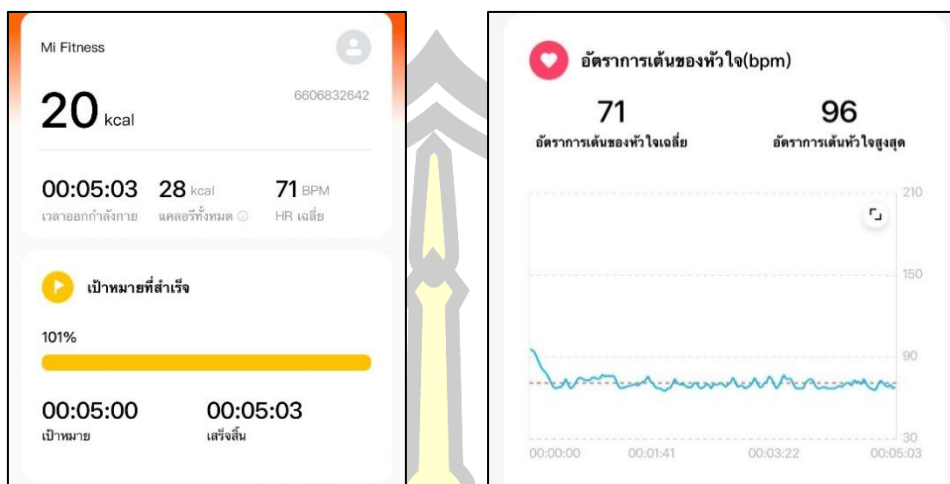 Mi Fitness
20 kcal
6606832642
00:05:03 28 kcal 71 BPM
เวลาออกกำลังกาย แคลอรีทั้งหมด HR เฉลี่ย
เป้าหมายที่สำเร็จ
101%
00:05:00 00:05:03
เป้าหมาย เสร็จสิ้น
อัตราการเต้นของหัวใจ(bpm)
71 96
อัตราการเต้นของหัวใจเฉลี่ย อัตราการเต้นหัวใจสูงสุด
210
150
90
30
00:00:00 00:01:41 00:03:22 00:05:03